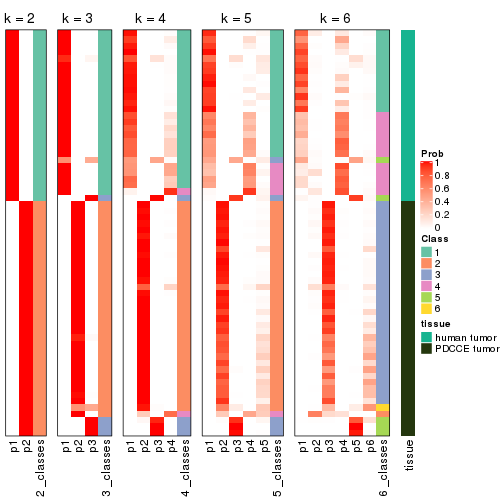 k = 2 k = 3 k = 4 k = 5 k = 6
Prob
1
0.8
0.6
0.4
0.2
0
Class
1
2
3
4
5
6
tissue
human tumor
PDCCE tumor
p1 p2 2_classes p1 p2 p3 3_classes p1 p2 p3 p4 4_classes p1 p2 p3 p4 p5 5_classes p1 p2 p3 p4 p5 p6 6_classes tissue